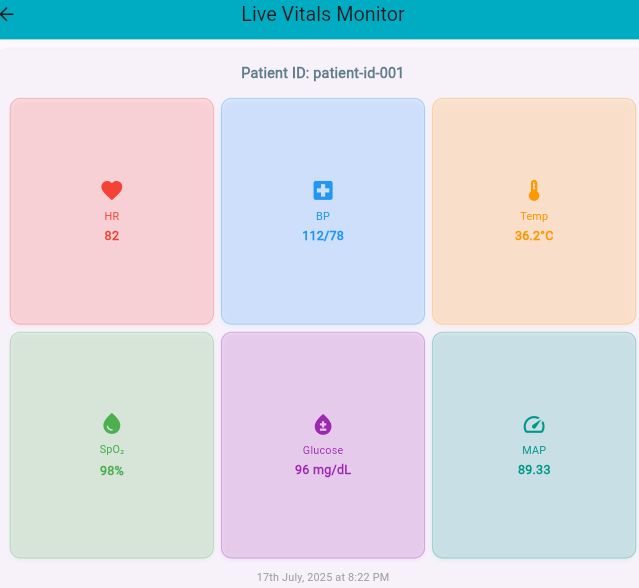 Live Vitals Monitor
Patient ID: patient-id-001
HR
82
BP
112/78
Temp
36.2°C
SpO₂
98%
Glucose
96 mg/dL
MAP
89.33
17th July, 2025 at 8:22 PM